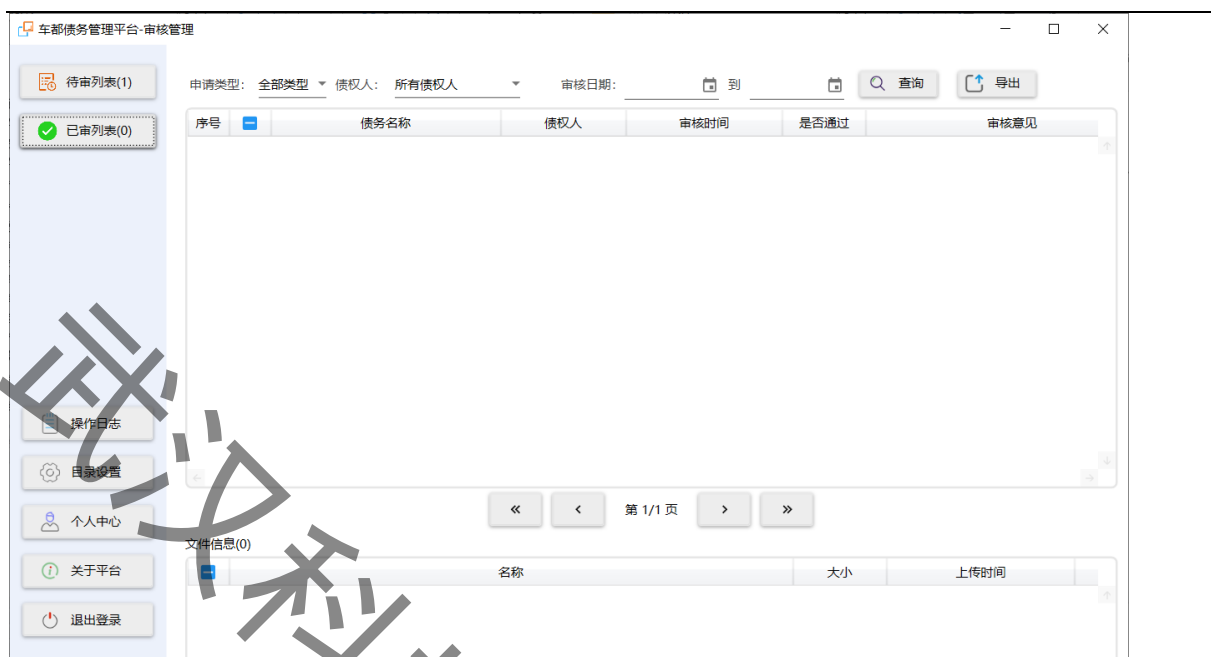 车都债务管理平台-审核管理
待审列表(1)
已审列表(0)
操作日志
目录设置
个人中心
关于平台
退出登录
申请类型: 全部类型 债权人: 所有债权人 审核日期: 到 查询 导出
序号 债务名称 债权人 审核时间 是否通过 审核意见
« ‹ 第 1/1 页 › »
文件信息(0)
名称 大小 上传时间
武汉科